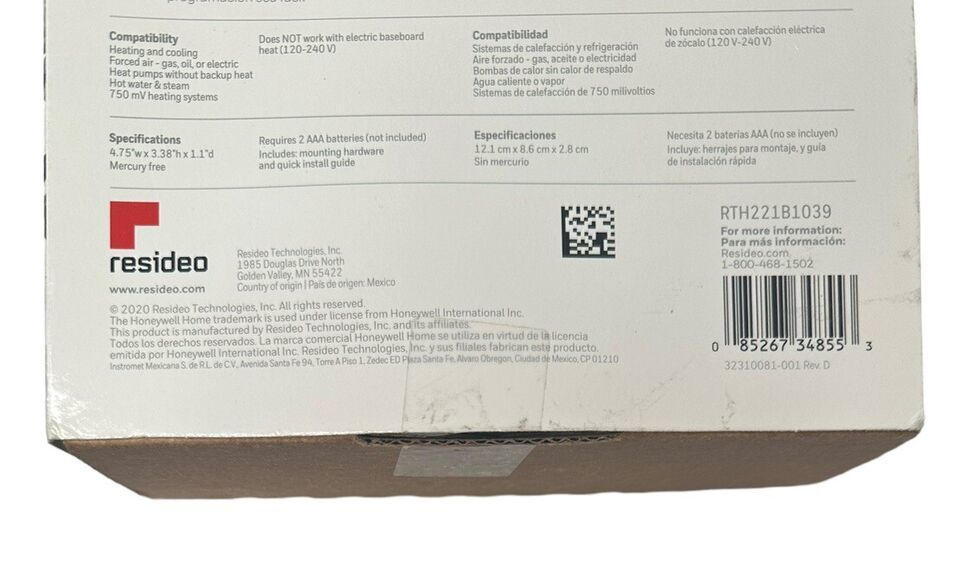 Compatibility
Heating and cooling
Forced air - gas, oil, or electric
Heat pumps without backup heat
Hot water & steam
750 mV heating systems
Does NOT work with electric baseboard
heat (120-240 V)
Compatibilidad
Sistemas de calefacción y refrigeración
Aire forzado - gas, aceite o electricidad
Bombas de calor sin calor de respaldo
Agua caliente o vapor
Sistemas de calefacción de 750 milivoltios
No funciona con calefacción eléctrica
de zócalo (120 V-240 V)
Specifications
4.75"w x 3.38"h x 1.1"d
Mercury free
Requires 2 AAA batteries (not included)
Includes: mounting hardware
and quick install guide
Especificaciones
12.1 cm x 8.6 cm x 2.8 cm
Sin mercurio
Necesita 2 baterías AAA (no se incluyen)
Incluye: herrajes para montaje, y guía
de instalación rápida
resideo
www.resideo.com
Resideo Technologies, Inc.
1985 Douglas Drive North
Golden Valley, MN 55422
Country of origin | País de origen: Mexico
RTH221B1039
For more information:
Para más información:
Resideo.com
1-800-468-1502
0 85267 34855 3
32310081-001 Rev. D
© 2020 Resideo Technologies, Inc. All rights reserved.
The Honeywell Home trademark is used under license from Honeywell International Inc.
This product is manufactured by Resideo Technologies, Inc. and its affiliates.
Todos los derechos reservados. La marca comercial Honeywell Home se utiliza en virtud de la licencia
emitida por Honeywell International Inc. Resideo Technologies, Inc. y sus filiales fabrican este producto.
Instromet Mexicana S. de R.L. de C.V., Avenida Santa Fe 94, Torre A Piso 1, Zedec ED Plaza Santa Fe, Alvaro Obregon, Ciudad de Mexico, CP 01210